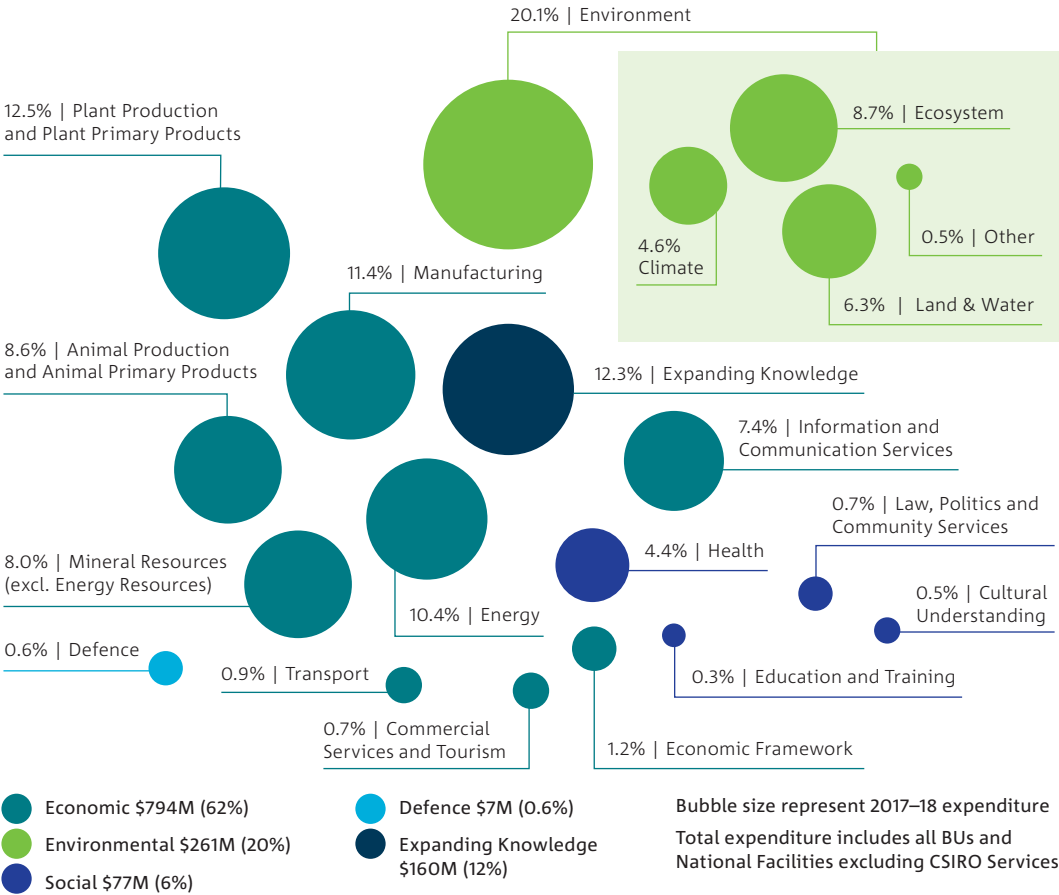 20.1% | Environment
12.5% | Plant Production
and Plant Primary Products
8.7% | Ecosystem
4.6%
Climate
0.5% | Other
6.3% | Land & Water
11.4% | Manufacturing
8.6% | Animal Production
and Animal Primary Products
12.3% | Expanding Knowledge
7.4% | Information and
Communication Services
0.7% | Law, Politics and
Community Services
8.0% | Mineral Resources
(excl. Energy Resources)
4.4% | Health
0.5% | Cultural
Understanding
10.4% | Energy
0.6% | Defence
0.9% | Transport
0.3% | Education and Training
0.7% | Commercial
Services and Tourism
1.2% | Economic Framework
Economic $794M (62%)
Environmental $261M (20%)
Social $77M (6%)
Defence $7M (0.6%)
Expanding Knowledge
$160M (12%)
Bubble size represent 2017–18 expenditure
Total expenditure includes all BUs and
National Facilities excluding CSIRO Services